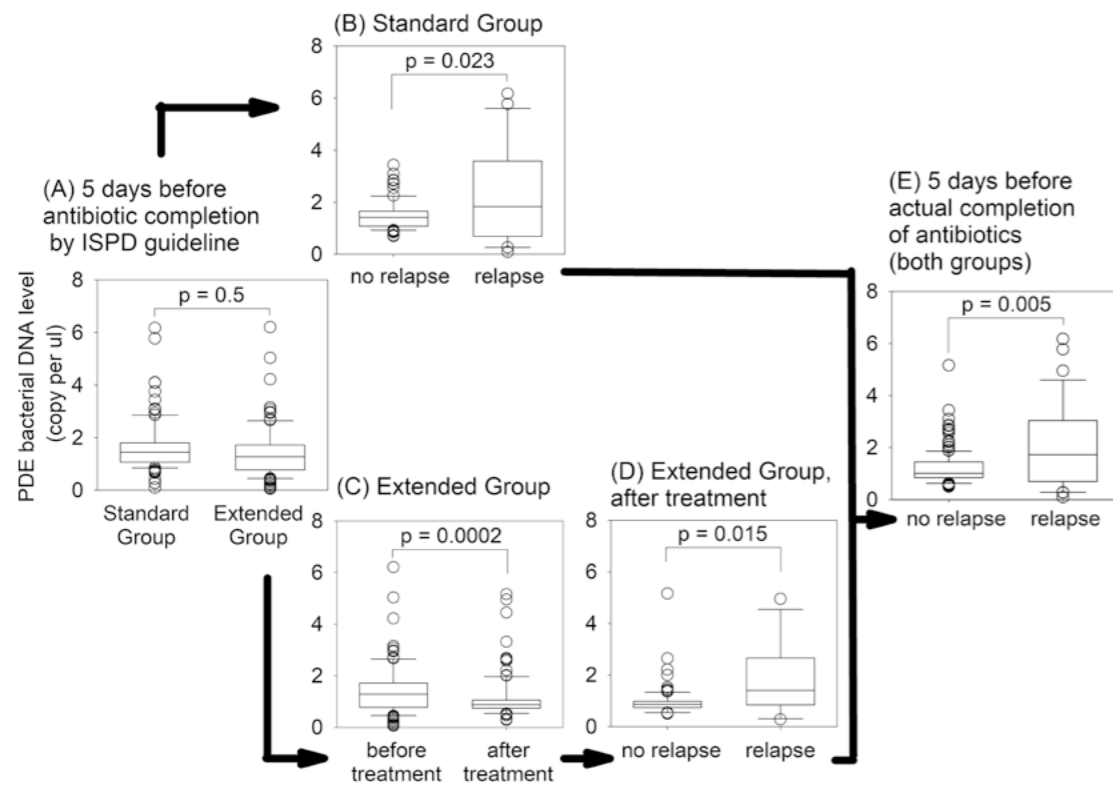 (B) Standard Group
8
p = 0.023
6
4
2
0
no relapse
relapse
(A) 5 days before
antibiotic completion
by ISPD guideline
PDE bacterial DNA level
(copy per ul)
8
p = 0.5
6
4
2
0
Standard
Group
Extended
Group
(C) Extended Group
8
p = 0.0002
6
4
2
0
before
treatment
after
treatment
(D) Extended Group,
after treatment
8
p = 0.015
6
4
2
0
no relapse
relapse
(E) 5 days before
actual completion
of antibiotics
(both groups)
8
p = 0.005
6
4
2
0
no relapse
relapse